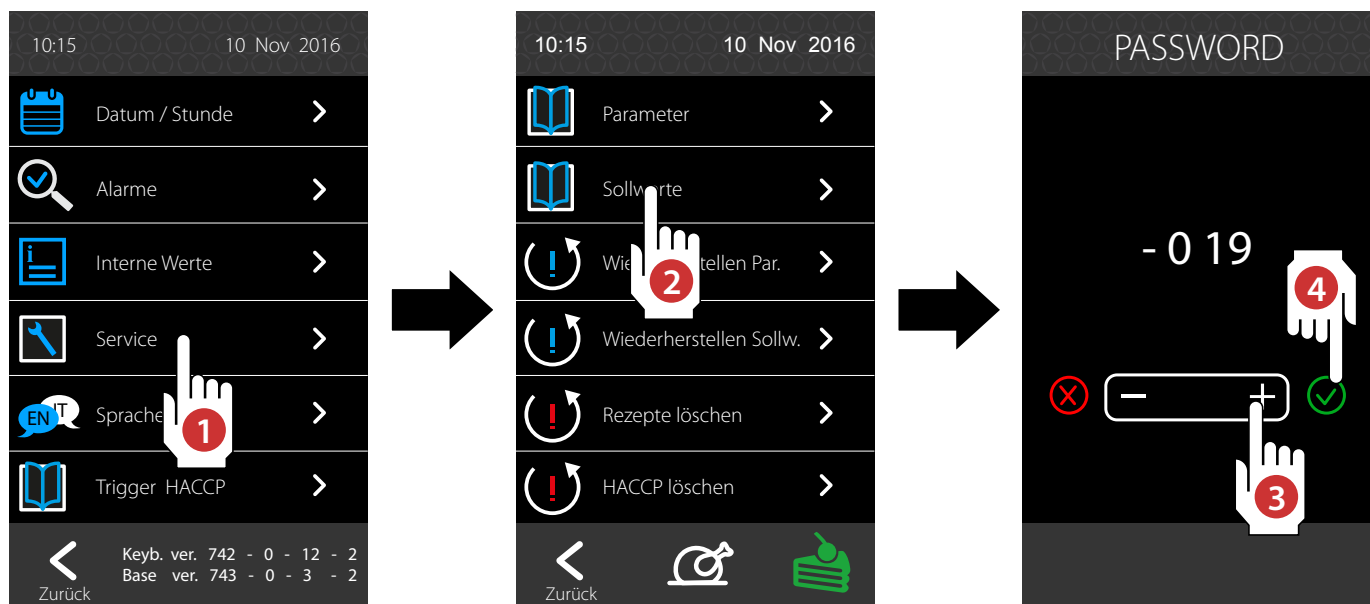 10:15 10 Nov 2016
Datum / Stunde
Alarme
Interne Werte
Service
EN IT
Sprache
1
Trigger HACCP
Zurück
Keyb. ver. 742 - 0 - 12 - 2
Base ver. 743 - 0 - 3 - 2
10:15 10 Nov 2016
Parameter
Sollwerte
2
Par.
Wiederherstellen Sollw.
Rezepte löschen
HACCP löschen
Zurück
PASSWORD
- 0 19
4
3